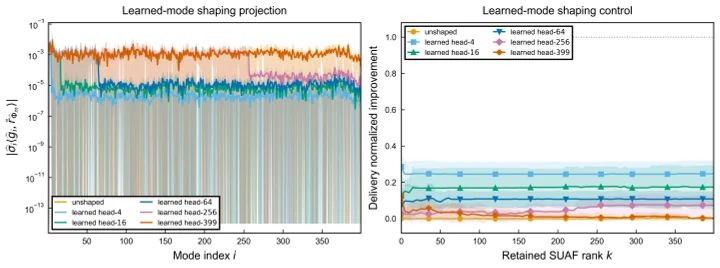 Learned-mode shaping projection
10⁻¹
10⁻³
10⁻⁵
10⁻⁷
10⁻⁹
10⁻¹¹
10⁻¹³
unshaped
learned head-4
learned head-16
learned head-64
learned head-256
learned head-399
50 100 150 200 250 300 350
Mode index i
Learned-mode shaping control
Delivery normalized improvement
1.0
0.8
0.6
0.4
0.2
0.0
unshaped
learned head-4
learned head-16
learned head-64
learned head-256
learned head-399
0 50 100 150 200 250 300 350
Retained SUAF rank k